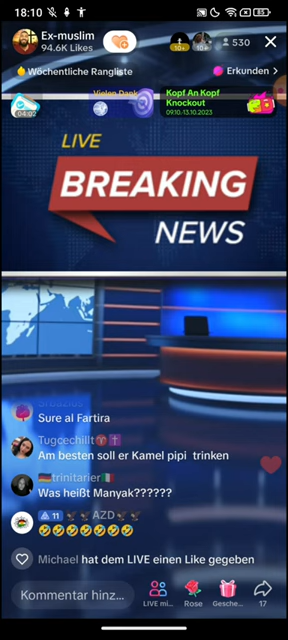 18:10
85
Ex-muslim
94.6K Likes
10+
10+
530
Wöchentliche Rangliste
Erkunden >
04:02
Vielen Dank
Kopf An Kopf
Knockout
09.10.-13.10.2023
LIVE
BREAKING
NEWS
Sure al Fartira
Tugcechillt♈✝️
Am besten soll er Kamel pipi trinken
🇩🇪trinitarier🇮🇹
Was heißt Manyak??????
11 🦅🦅AZD🦅🦅
🤣🤣🤣🤣🤣🤣🤣
Michael hat dem LIVE einen Like gegeben
Kommentar hinz...
LIVE mi...
Rose
Gesche...
17